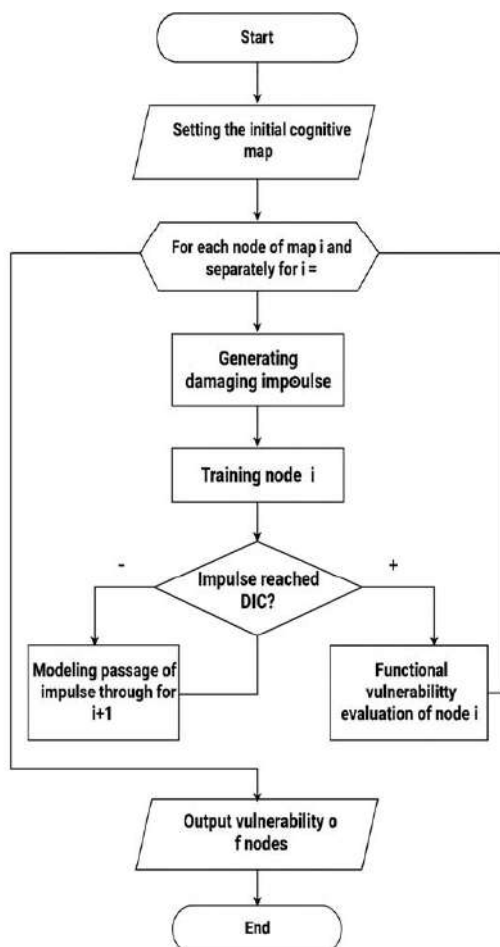 Start
Setting the initial cognitive
map
For each node of map i and
separately for i =
Generating
damaging impoulse
Training node i
-
+
Impulse reached
DIC?
Modeling passage of
impulse through for
i+1
Functional
vulnerabilitty
evaluation of node i
Output vulnerability o
f nodes
End